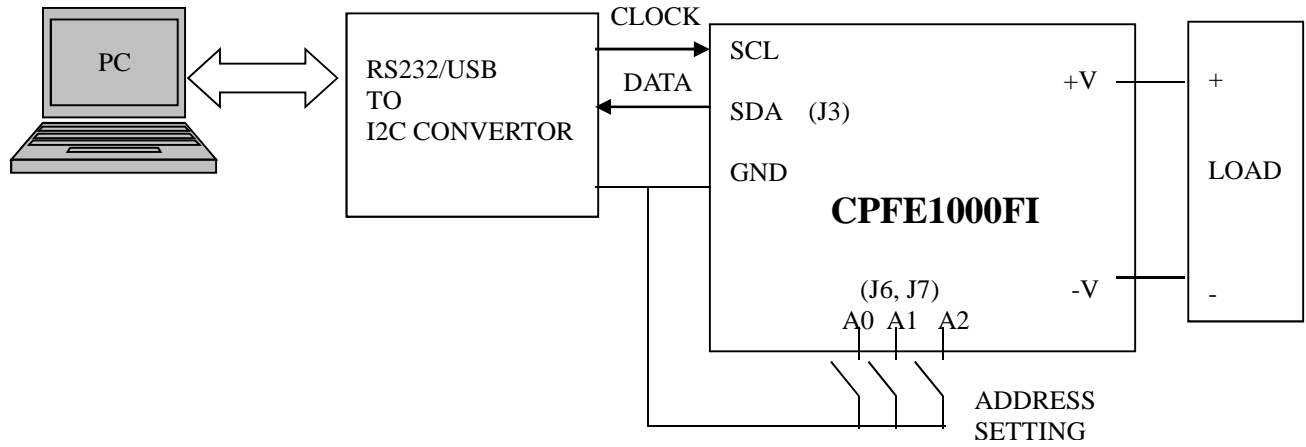 PC
RS232/USB
TO
I2C CONVERTOR
CLOCK
DATA
SCL
SDA (J3)
GND
CPFE1000FI
+V
-V
(J6, J7)
A0 A1 A2
+
LOAD
-
ADDRESS
SETTING